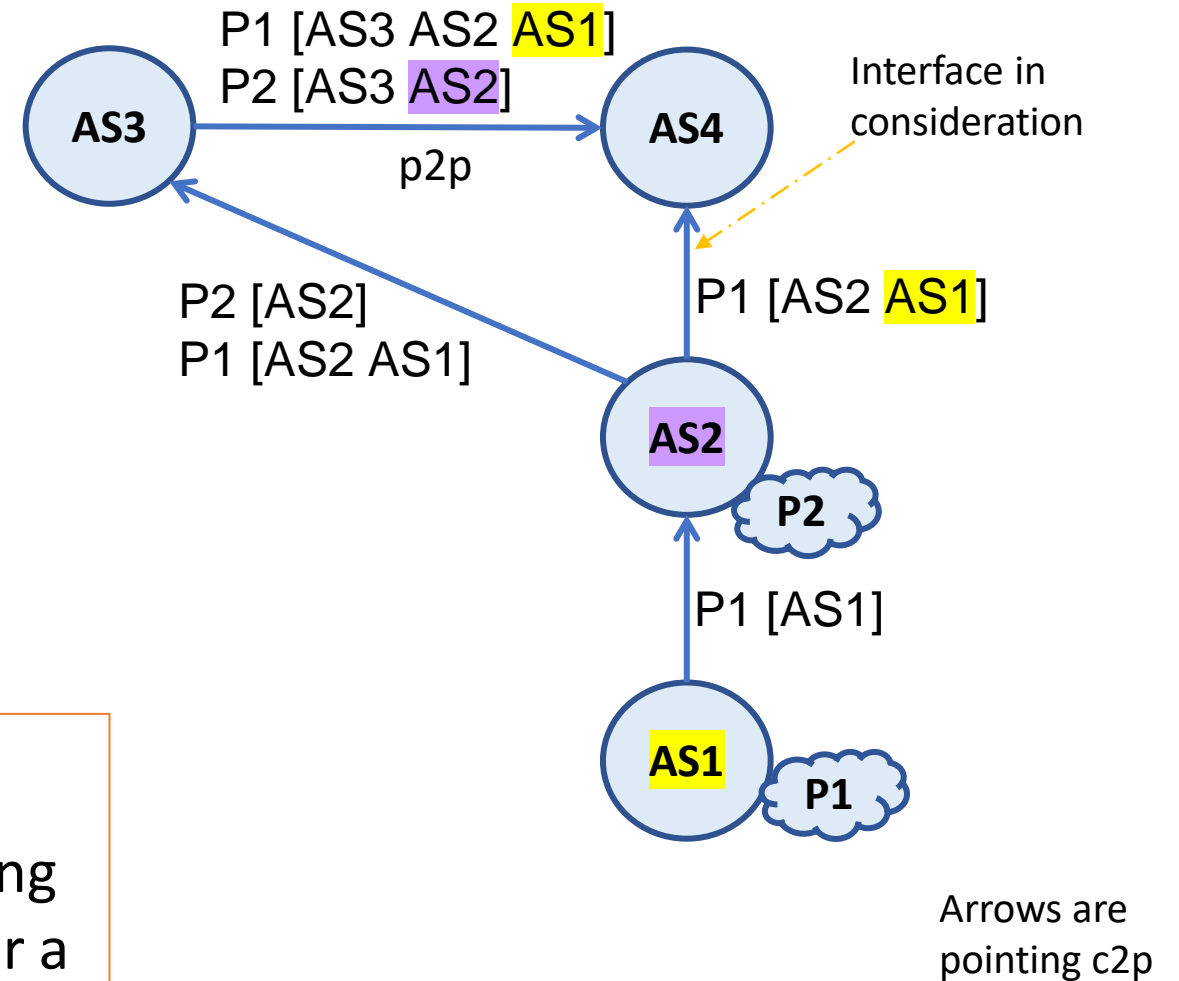 P1 [AS3 AS2 AS1]
P2 [AS3 AS2]
Interface in
consideration
AS3
AS4
p2p
P2 [AS2]
P1 [AS2 AS1]
P1 [AS2 AS1]
AS2
P2
P1 [AS1]
AS1
P1
ng
r a
Arrows are
pointing c2p